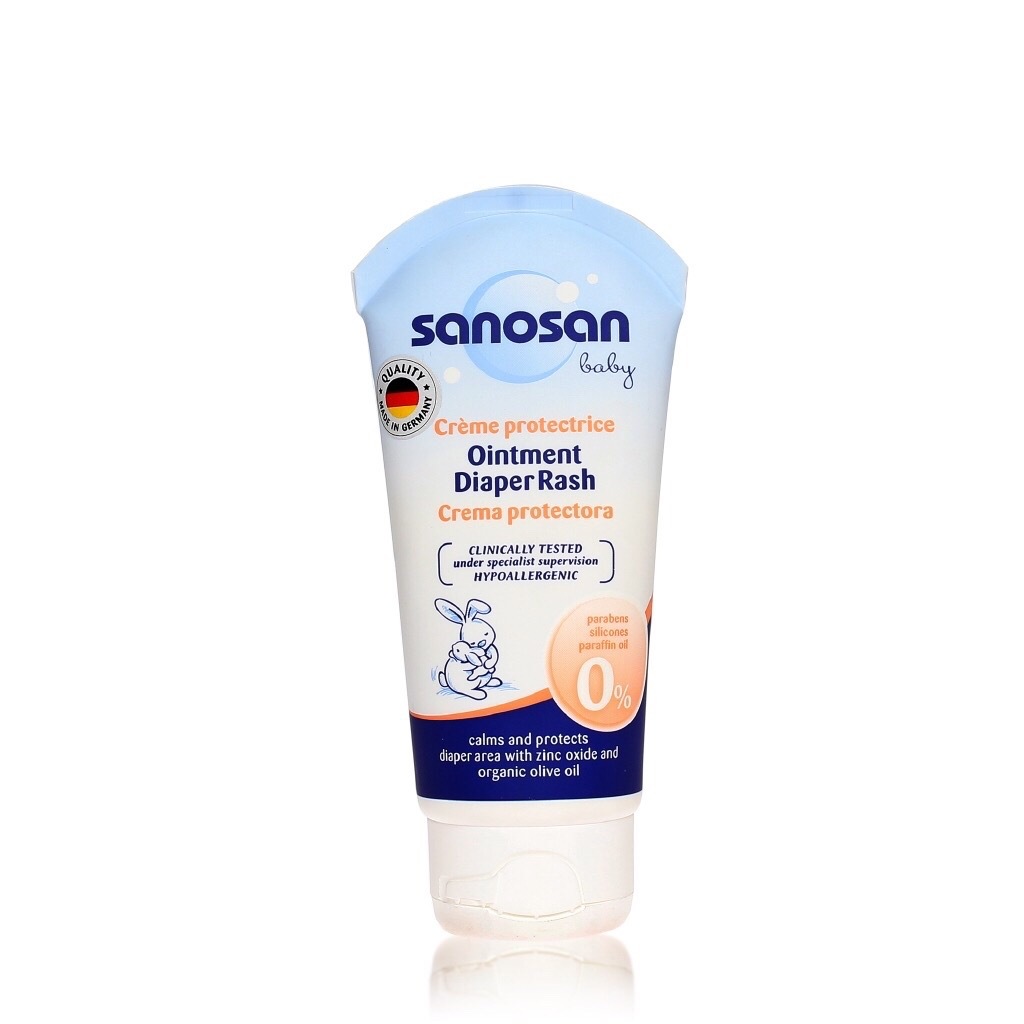 sanosan
baby
QUALITY
MADE IN GERMANY
Crème protectrice
Ointment
Diaper Rash
Crema protectora
CLINICALLY TESTED
under specialist supervision
HYPOALLERGENIC
parabens
silicones
paraffin oil
0%
calms and protects
diaper area with zinc oxide and
organic olive oil